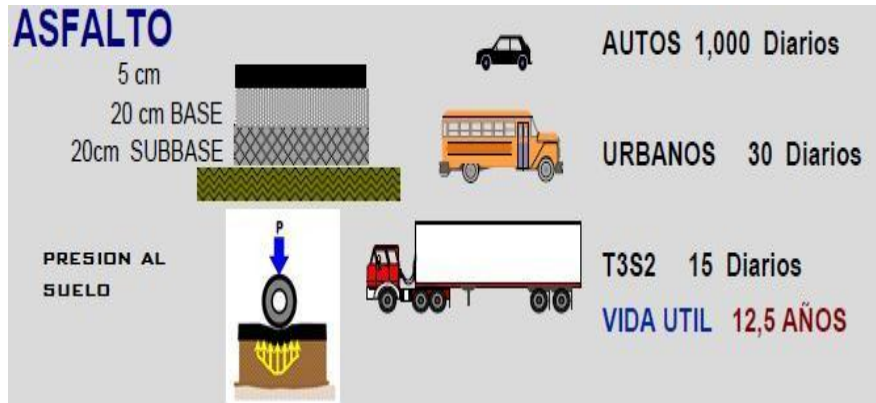 ASFALTO
5 cm
20 cm BASE
20cm SUBBASE
PRESION AL
SUELO
P
AUTOS 1,000 Diarios
URBANOS 30 Diarios
T3S2 15 Diarios
VIDA UTIL 12,5 AÑOS